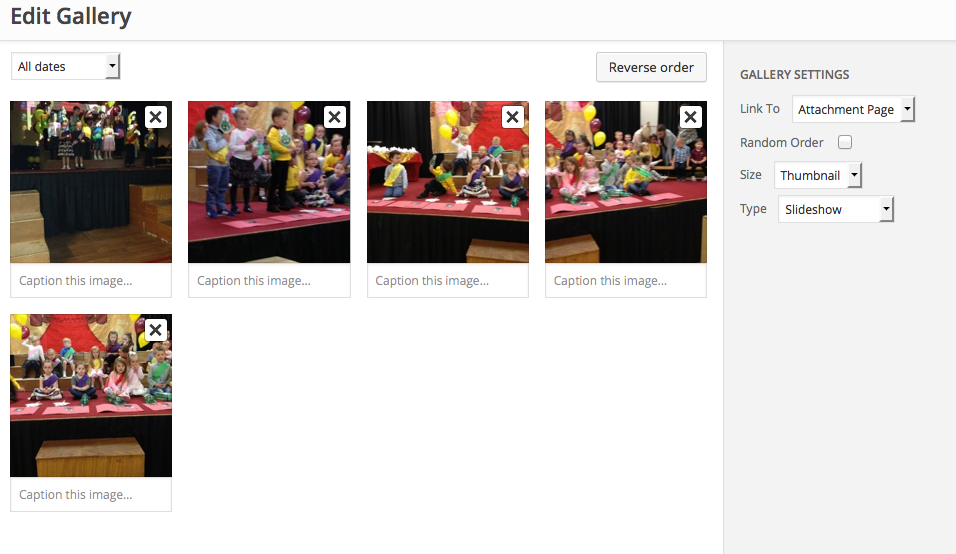 Edit Gallery
All dates
Reverse order
GALLERY SETTINGS
Link To Attachment Page
Random Order
Size Thumbnail
Type Slideshow
Caption this image...
Caption this image...
Caption this image...
Caption this image...
Caption this image...